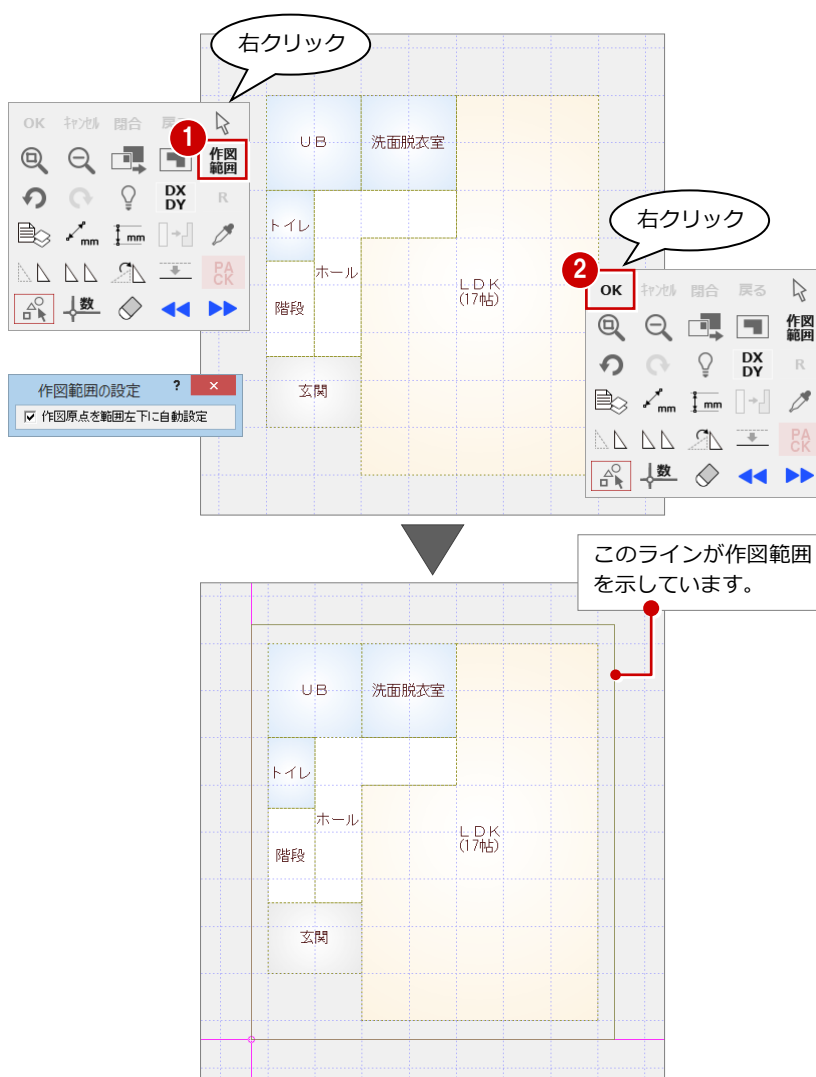 右クリック
OK キャンセル 閉合 戻る
1
作図
範囲
DX
DY
R
mm
mm
PA
CK
数
作図範囲の設定 ? ×
作図原点を範囲左下に自動設定
UB
洗面脱衣室
トイレ
ホール
階段
玄関
LDK
(17帖)
右クリック
2
OK キャンセル 閉合 戻る
作図
範囲
DX
DY
R
mm
mm
PA
CK
数
このラインが作図範囲
を示しています。
UB
洗面脱衣室
トイレ
ホール
階段
玄関
LDK
(17帖)